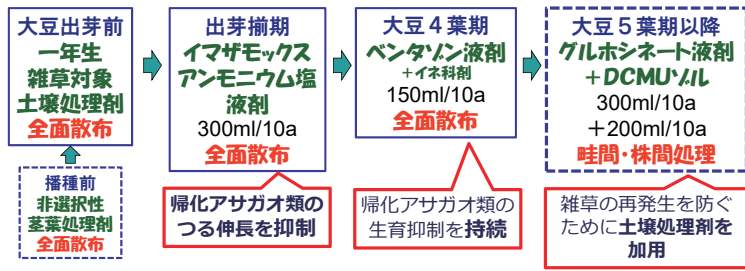 大豆出芽前
一年生
雑草対象
土壌処理剤
全面散布
播種前
非選択性
茎葉処理剤
全面散布
出芽揃期
イマザモックス
アンモニウム塩
液剤
300ml/10a
全面散布
帰化アサガオ類の
つる伸長を抑制
大豆４葉期
ベンタゾン液剤
＋イネ科剤
150ml/10a
全面散布
帰化アサガオ類の
生育抑制を持続
大豆５葉期以降
グルホシネート液剤
＋DCMUゾル
300ml/10a
＋200ml/10a
畦間・株間処理
雑草の再発生を防ぐ
ために土壌処理剤を
加用